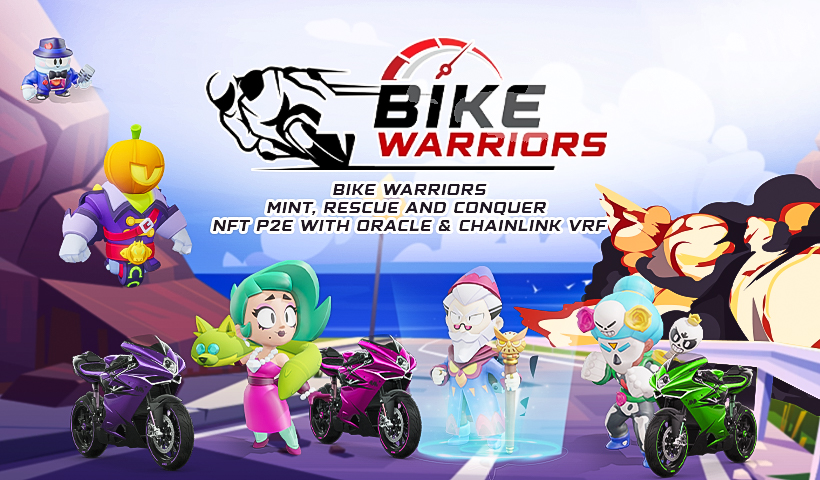 BIKE
WARRIORS
BIKE WARRIORS
MINT, RESCUE AND CONQUER
NFT P2E WITH ORACLE & CHAINLINK VRF